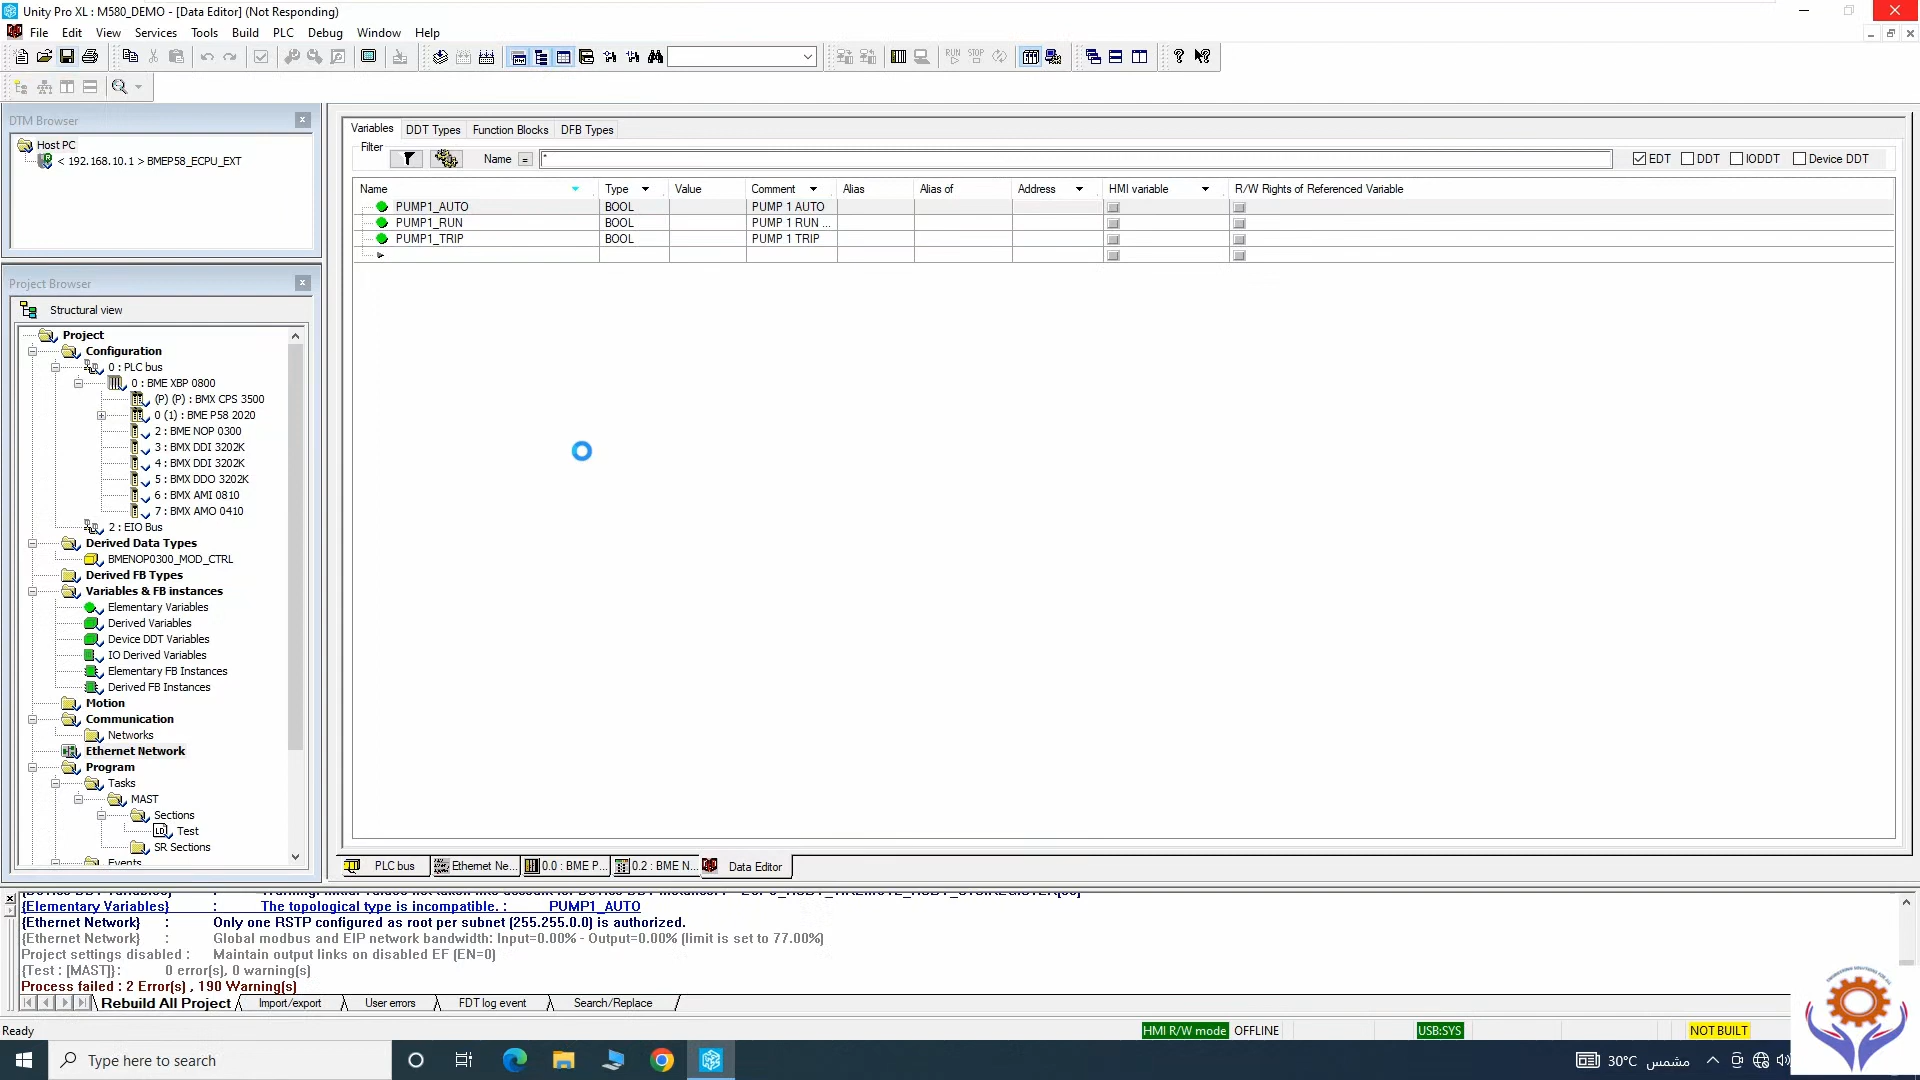 Unity Pro XL : M580_DEMO - [Data Editor] (Not Responding)
File Edit View Services Tools Build PLC Debug Window Help
DTM Browser
Host PC
< 192.168.10.1 > BMEP58_ECPU_EXT
Variables DDT Types Function Blocks DFB Types
Filter Name = * EDT DDT IODDT Device DDT
Name Type Value Comment Alias Alias of Address HMI variable R/W Rights of Referenced Variable
PUMP1_AUTO BOOL PUMP 1 AUTO
PUMP1_RUN BOOL PUMP 1 RUN ...
PUMP1_TRIP BOOL PUMP 1 TRIP
Project Browser
Structural view
Project
Configuration
0 : PLC bus
0 : BME XBP 0800
(P) (P) : BMX CPS 3500
0 (1) : BME P58 2020
2 : BME NOP 0300
3 : BMX DDI 3202K
4 : BMX DDI 3202K
5 : BMX DDO 3202K
6 : BMX AMI 0810
7 : BMX AMO 0410
2 : EIO Bus
Derived Data Types
BMENOP0300_MOD_CTRL
Derived FB Types
Variables & FB instances
Elementary Variables
Derived Variables
Device DDT Variables
IO Derived Variables
Elementary FB Instances
Derived FB Instances
Motion
Communication
Networks
Ethernet Network
Program
Tasks
MAST
Sections
LD Test
SR Sections
Events
PLC bus Ethernet Ne... 0.0 : BME P... 0.2 : BME N... Data Editor
{Elementary Variables} : The topological type is incompatible. : PUMP1_AUTO
{Ethernet Network} : Only one RSTP configured as root per subnet (255.255.0.0) is authorized.
{Ethernet Network} : Global modbus and EIP network bandwidth: Input=0.00% - Output=0.00% (limit is set to 77.00%)
Project settings disabled : Maintain output links on disabled EF (EN=0)
{Test : [MAST]} : 0 error(s), 0 warning(s)
Process failed : 2 Error(s) , 190 Warning(s)
Rebuild All Project Import/export User errors FDT log event Search/Replace
Ready HMI R/W mode OFFLINE USB:SYS NOT BUILT
Type here to search 30°C مشمس